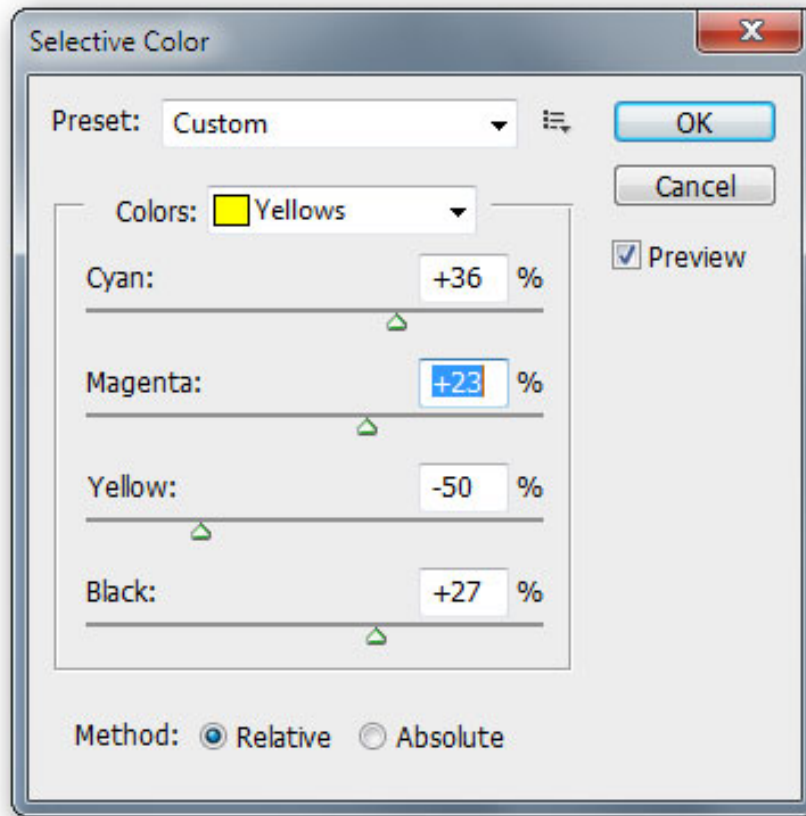 Selective Color
Preset: Custom
OK
Cancel
Preview
Colors: Yellows
Cyan: +36 %
Magenta: +23 %
Yellow: -50 %
Black: +27 %
Method: Relative Absolute